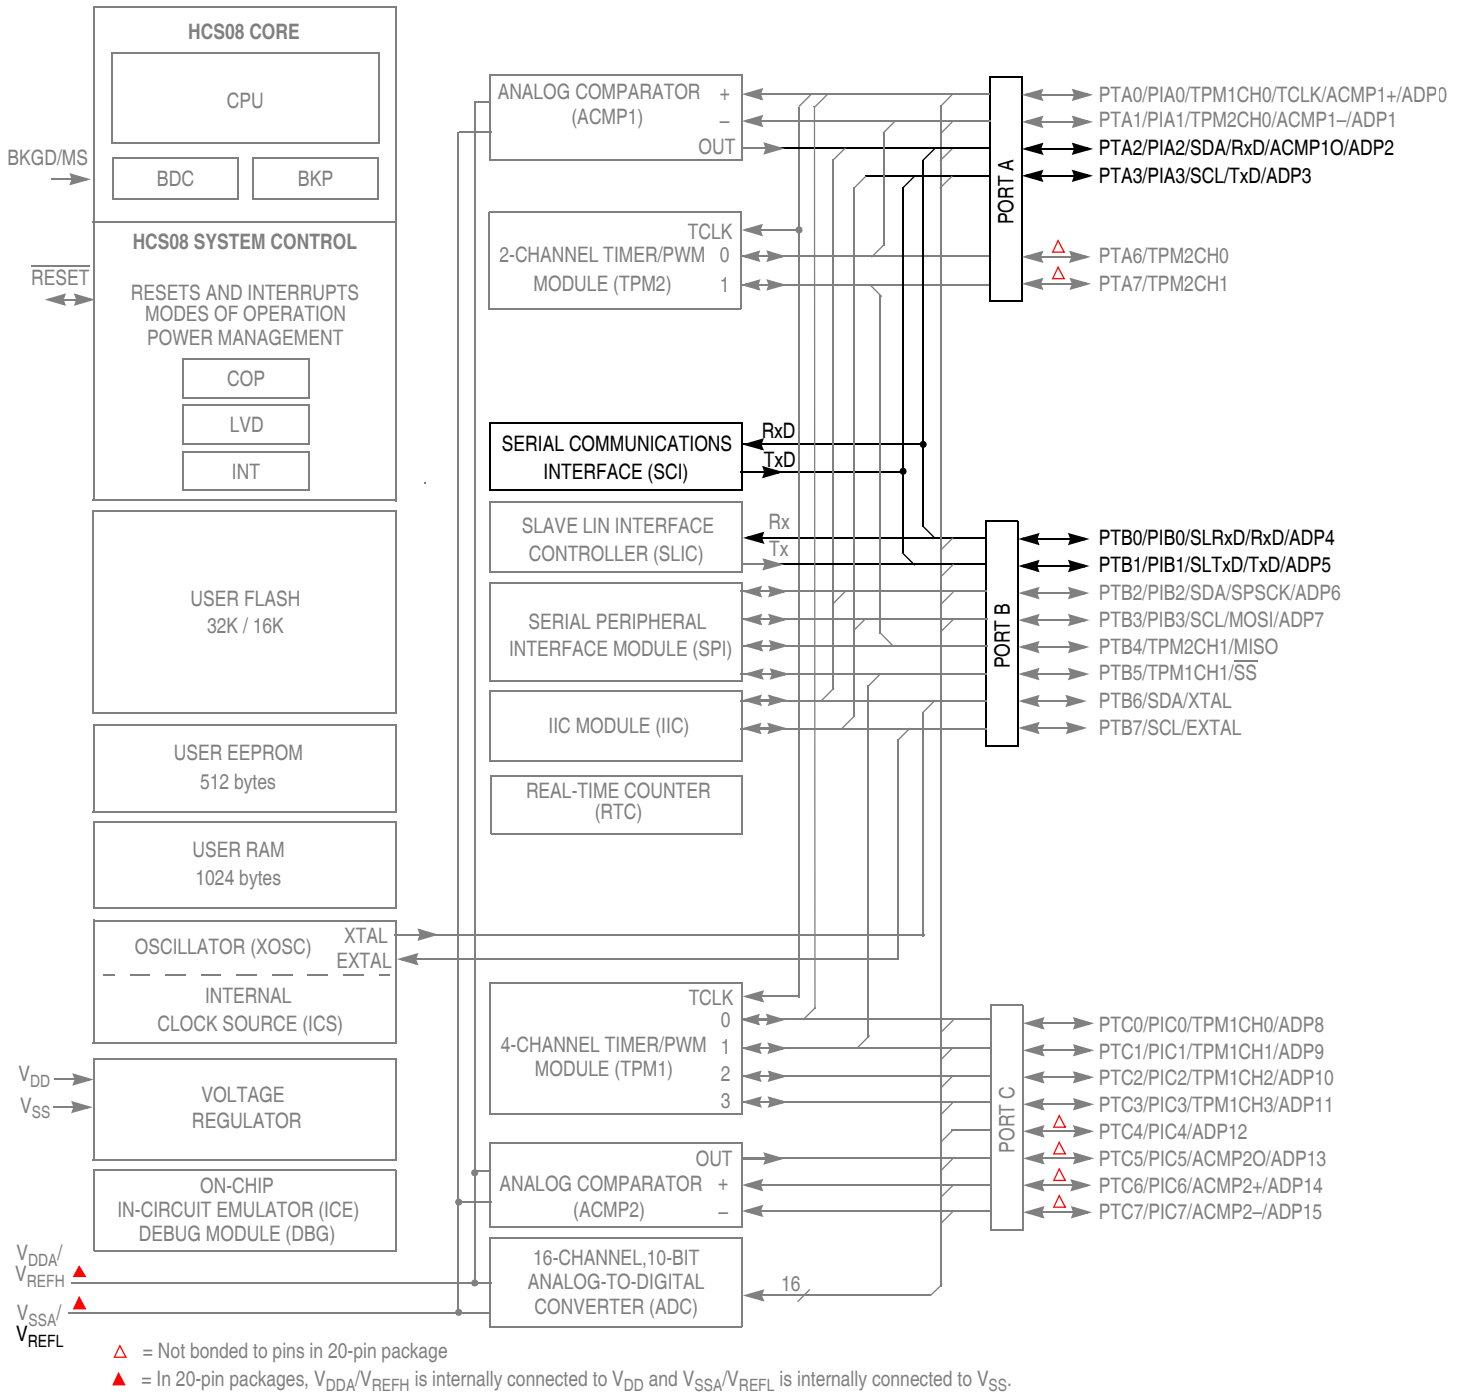 HCS08 CORE
CPU
BDC
BKP
BKGD/MS
HCS08 SYSTEM CONTROL
RESET
RESETS AND INTERRUPTS
MODES OF OPERATION
POWER MANAGEMENT
COP
LVD
INT
USER FLASH
32K / 16K
USER EEPROM
512 bytes
USER RAM
1024 bytes
OSCILLATOR (XOSC)
XTAL
EXTAL
INTERNAL
CLOCK SOURCE (ICS)
VDD
VSS
VOLTAGE
REGULATOR
ON-CHIP
IN-CIRCUIT EMULATOR (ICE)
DEBUG MODULE (DBG)
VDDA/
VREFH
VSSA/
VREFL
ANALOG COMPARATOR
(ACMP1)
+
–
OUT
TCLK
2-CHANNEL TIMER/PWM
MODULE (TPM2)
0
1
SERIAL COMMUNICATIONS
INTERFACE (SCI)
RxD
TxD
SLAVE LIN INTERFACE
CONTROLLER (SLIC)
Rx
Tx
SERIAL PERIPHERAL
INTERFACE MODULE (SPI)
IIC MODULE (IIC)
REAL-TIME COUNTER
(RTC)
TCLK
0
4-CHANNEL TIMER/PWM
MODULE (TPM1)
1
2
3
OUT
ANALOG COMPARATOR
(ACMP2)
+
–
16-CHANNEL,10-BIT
ANALOG-TO-DIGITAL
CONVERTER (ADC)
16
PORT A
PTA0/PIA0/TPM1CH0/TCLK/ACMP1+/ADP0
PTA1/PIA1/TPM2CH0/ACMP1–/ADP1
PTA2/PIA2/SDA/RxD/ACMP1O/ADP2
PTA3/PIA3/SCL/TxD/ADP3
PTA6/TPM2CH0
PTA7/TPM2CH1
PORT B
PTB0/PIB0/SLRxD/RxD/ADP4
PTB1/PIB1/SLTxD/TxD/ADP5
PTB2/PIB2/SDA/SPSCK/ADP6
PTB3/PIB3/SCL/MOSI/ADP7
PTB4/TPM2CH1/MISO
PTB5/TPM1CH1/SS
PTB6/SDA/XTAL
PTB7/SCL/EXTAL
PORT C
PTC0/PIC0/TPM1CH0/ADP8
PTC1/PIC1/TPM1CH1/ADP9
PTC2/PIC2/TPM1CH2/ADP10
PTC3/PIC3/TPM1CH3/ADP11
PTC4/PIC4/ADP12
PTC5/PIC5/ACMP2O/ADP13
PTC6/PIC6/ACMP2+/ADP14
PTC7/PIC7/ACMP2–/ADP15
= Not bonded to pins in 20-pin package
= In 20-pin packages, VDDA/VREFH is internally connected to VDD and VSSA/VREFL is internally connected to VSS.